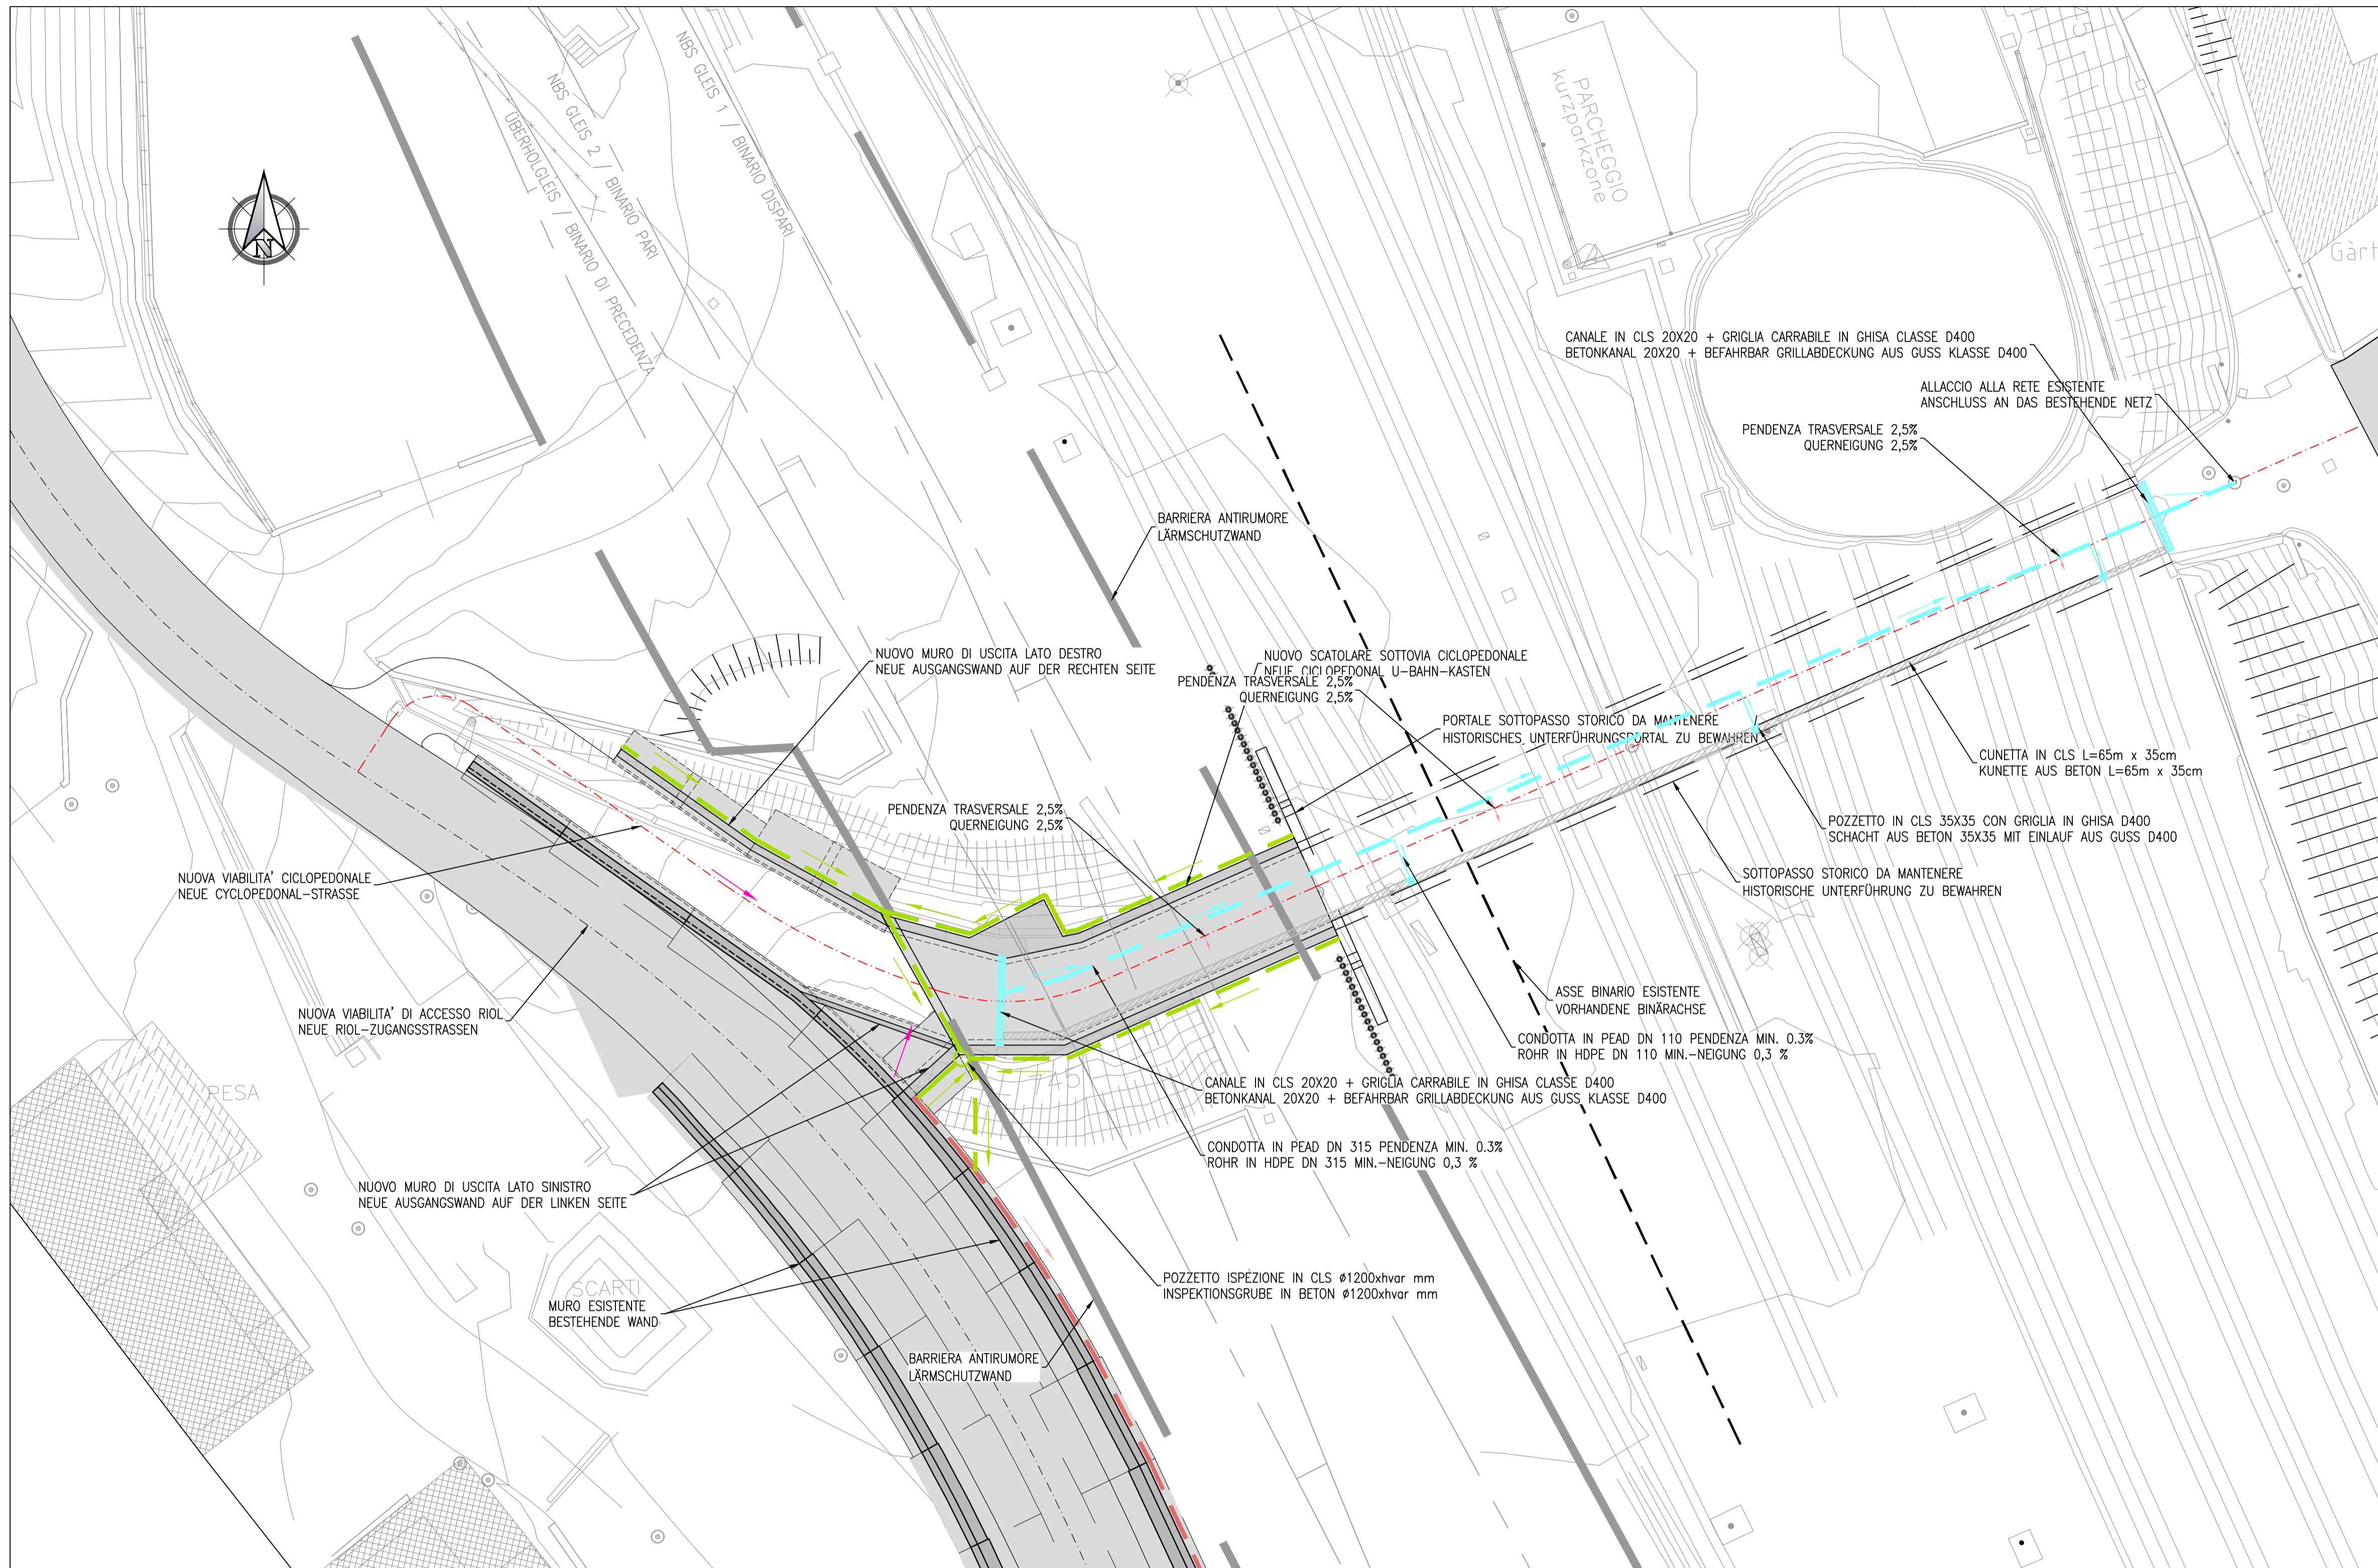 NBS GLEIS 1 / BINARIO DISPARI
NBS GLEIS 2 / BINARIO PARI
ÜBERHOLGLEIS / BINARIO DI PRECEDENZA
N
PARCHEGGIO
kurzparkzone
Gärt
CANALE IN CLS 20X20 + GRIGLIA CARRABILE IN GHISA CLASSE D400
BETONKANAL 20X20 + BEFAHRBAR GRILLABDECKUNG AUS GUSS KLASSE D400
ALLACCIO ALLA RETE ESISTENTE
ANSCHLUSS AN DAS BESTEHENDE NETZ
PENDENZA TRASVERSALE 2,5%
QUERNEIGUNG 2,5%
BARRIERA ANTIRUMORE
LÄRMSCHUTZWAND
NUOVO MURO DI USCITA LATO DESTRO
NEUE AUSGANGSWAND AUF DER RECHTEN SEITE
NUOVO SCATOLARE SOTTOVIA CICLOPEDONALE
NEUE CICLOPEDONAL U-BAHN-KASTEN
PENDENZA TRASVERSALE 2,5%
QUERNEIGUNG 2,5%
PORTALE SOTTOPASSO STORICO DA MANTENERE
HISTORISCHES UNTERFÜHRUNGSPORTAL ZU BEWAHREN
CUNETTA IN CLS L=65m x 35cm
KUNETTE AUS BETON L=65m x 35cm
PENDENZA TRASVERSALE 2,5%
QUERNEIGUNG 2,5%
POZZETTO IN CLS 35X35 CON GRIGLIA IN GHISA D400
SCHACHT AUS BETON 35X35 MIT EINLAUF AUS GUSS D400
NUOVA VIABILITA' CICLOPEDONALE
NEUE CYCLOPEDONAL-STRASSE
SOTTOPASSO STORICO DA MANTENERE
HISTORISCHE UNTERFÜHRUNG ZU BEWAHREN
NUOVA VIABILITA' DI ACCESSO RIOL
NEUE RIOL-ZUGANGSSTRASSEN
ASSE BINARIO ESISTENTE
VORHANDENE BINÄRACHSE
CONDOTTA IN PEAD DN 110 PENDENZA MIN. 0.3%
ROHR IN HDPE DN 110 MIN.-NEIGUNG 0,3 %
PESA
745
CANALE IN CLS 20X20 + GRIGLIA CARRABILE IN GHISA CLASSE D400
BETONKANAL 20X20 + BEFAHRBAR GRILLABDECKUNG AUS GUSS KLASSE D400
CONDOTTA IN PEAD DN 315 PENDENZA MIN. 0.3%
ROHR IN HDPE DN 315 MIN.-NEIGUNG 0,3 %
NUOVO MURO DI USCITA LATO SINISTRO
NEUE AUSGANGSWAND AUF DER LINKEN SEITE
SCARTI
POZZETTO ISPEZIONE IN CLS Ø1200xhvar mm
INSPEKTIONSGRUBE IN BETON Ø1200xhvar mm
MURO ESISTENTE
BESTEHENDE WAND
BARRIERA ANTIRUMORE
LÄRMSCHUTZWAND